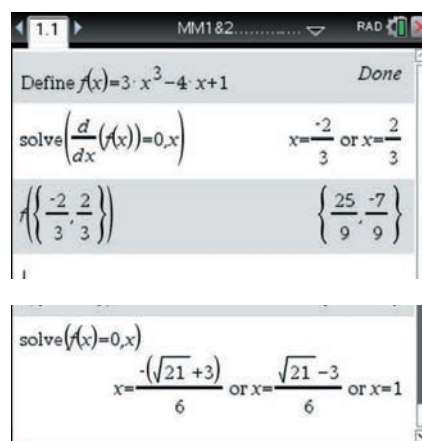 1.1 MM1&2............ RAD
Define f(x)=3·x³−4·x+1 Done
solve(d/dx(f(x))=0,x) x=-2/3 or x=2/3
f({-2/3,2/3}) {25/9,-7/9}
solve(f(x)=0,x)
x=-(√21+3)/6 or x=(√21−3)/6 or x=1